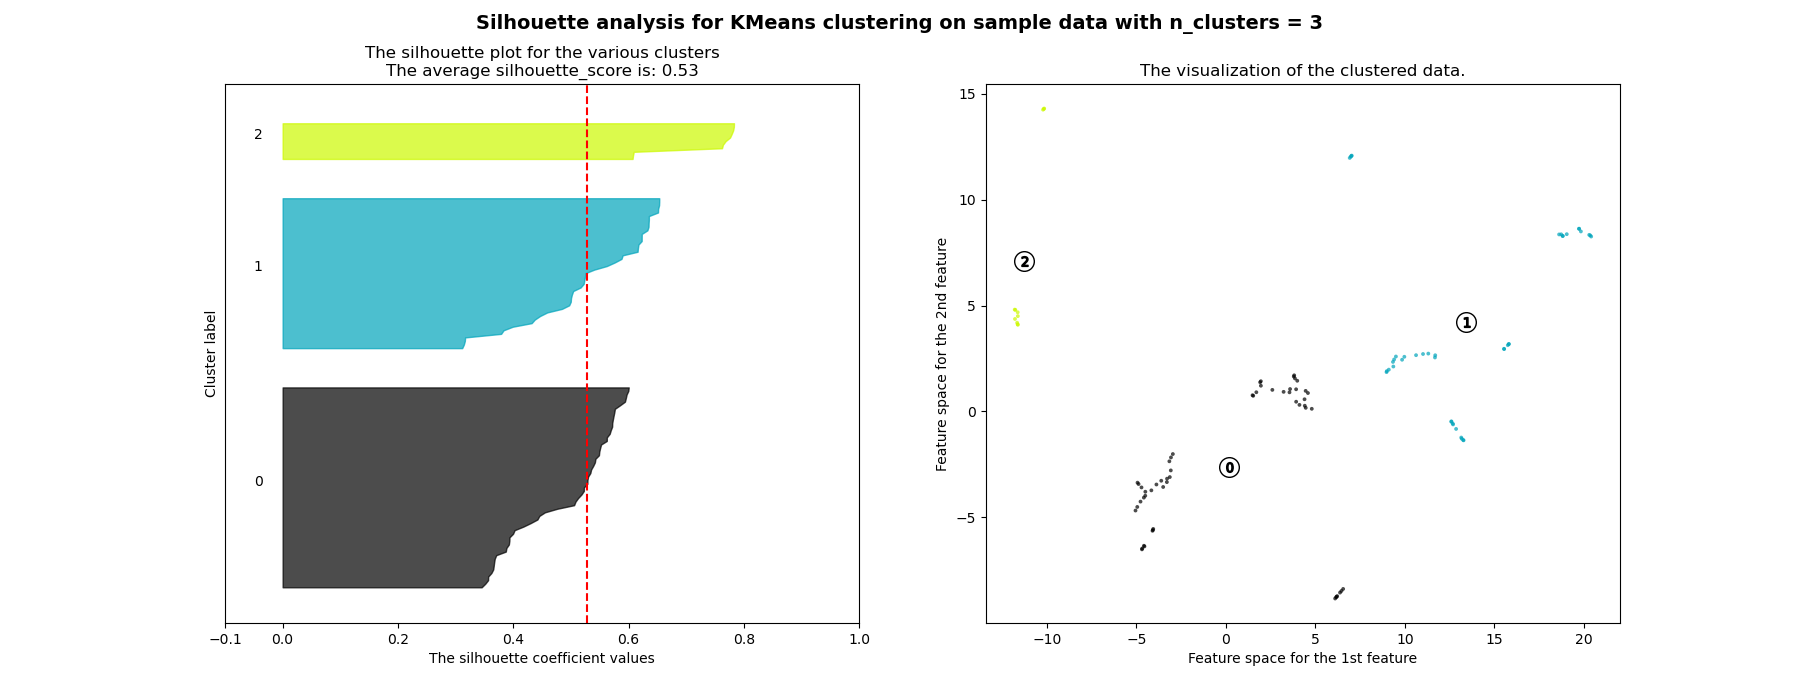 Silhouette analysis for KMeans clustering on sample data with n_clusters = 3
The silhouette plot for the various clusters
The average silhouette_score is: 0.53
2
1
0
Cluster label
−0.1 0.0 0.2 0.4 0.6 0.8 1.0
The silhouette coefficient values
The visualization of the clustered data.
15
10
5
0
−5
Feature space for the 2nd feature
2
1
0
−10 −5 0 5 10 15 20
Feature space for the 1st feature